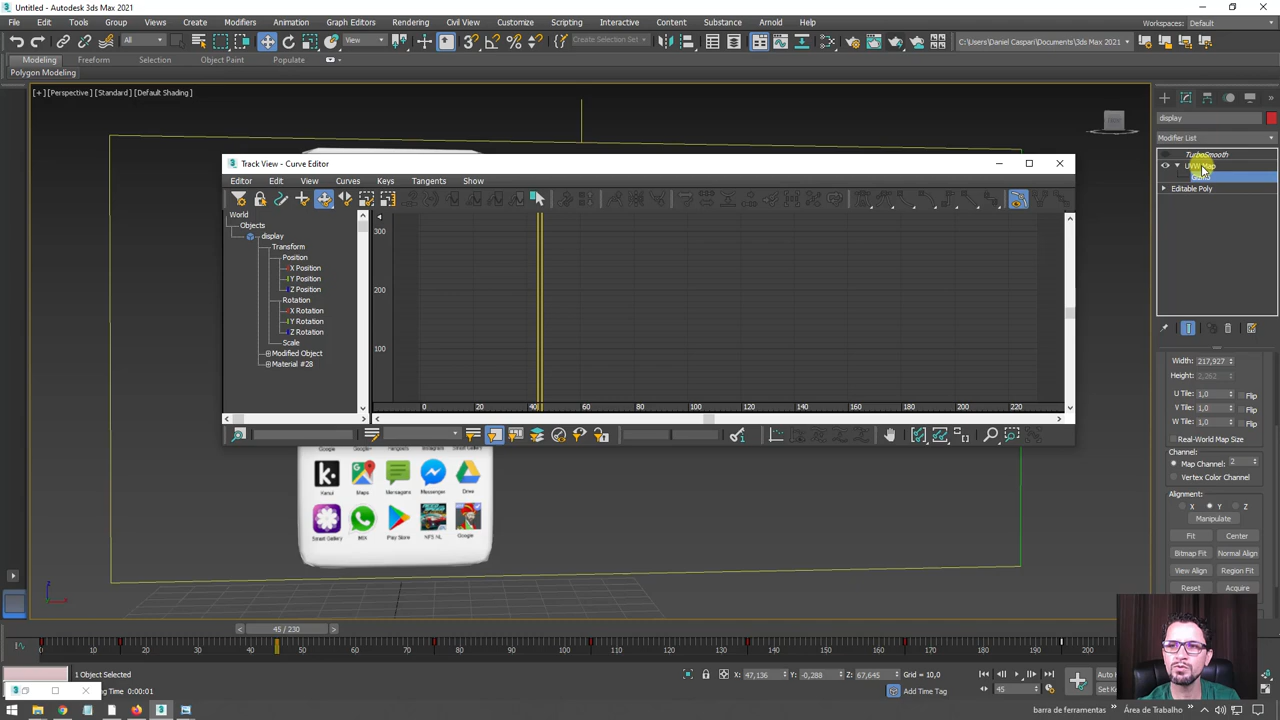 Untitled - Autodesk 3ds Max 2021
File Edit Tools Group Views Create Modifiers Animation Graph Editors Rendering Civil View Customize Scripting Interactive Content Substance Arnold Help
Workspaces: Default
All View Create Selection Set C:\Users\Daniel Caspari\Documents\3ds Max 2021
Modeling Freeform Selection Object Paint Populate
Polygon Modeling
[+] [Perspective] [Standard] [Default Shading]
display
Modifier List
TurboSmooth
UVW Map
Editable Poly
Track View - Curve Editor
Editor Edit View Curves Keys Tangents Show
World
Objects
display
Transform
Position
X Position
Y Position
Z Position
Rotation
X Rotation
Y Rotation
Z Rotation
Scale
Modified Object
Material #28
300
200
100
0 20 40 60 80 100 120 140 160 180 200 220
Width: 217,927
Height: 2,262
U Tile: 1,0 Flip
V Tile: 1,0 Flip
W Tile: 1,0 Flip
Real-World Map Size
Channel:
Map Channel: 2
Vertex Color Channel
Alignment:
X Y Z
Manipulate
Fit Center
Bitmap Fit Normal Align
View Align Region Fit
Reset Acquire
Maps Mensagens Messenger Drive
Smart Gallery Play Store NFS NL Google
45 / 230
0 10 20 30 40 50 60 70 80 90 100 110 120 130 140 150 160 170 180 190 200 210 220
1 Object Selected
X: 47,136 Y: -0,288 Z: 67,645 Grid = 10,0
ing Time 0:00:01
Add Time Tag
45
barra de ferramentas Área de Trabalho